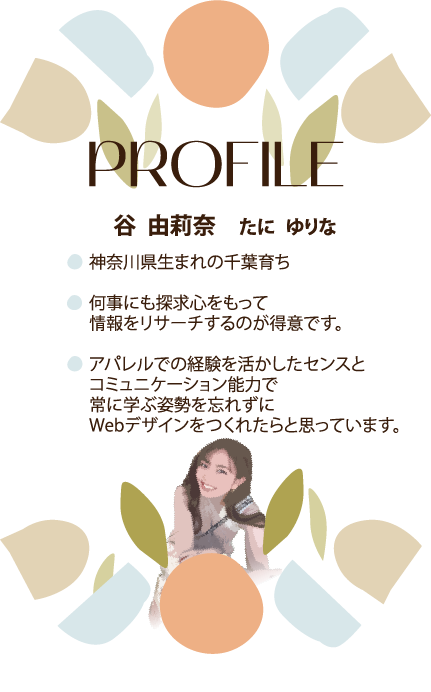 PROFILE
谷 由莉奈 たに ゆりな
神奈川県生まれの千葉育ち
何事にも探求心をもって
情報をリサーチするのが得意です。
アパレルでの経験を活かしたセンスと
コミュニケーション能力で
常に学ぶ姿勢を忘れずに
Webデザインをつくれたらと思っています。